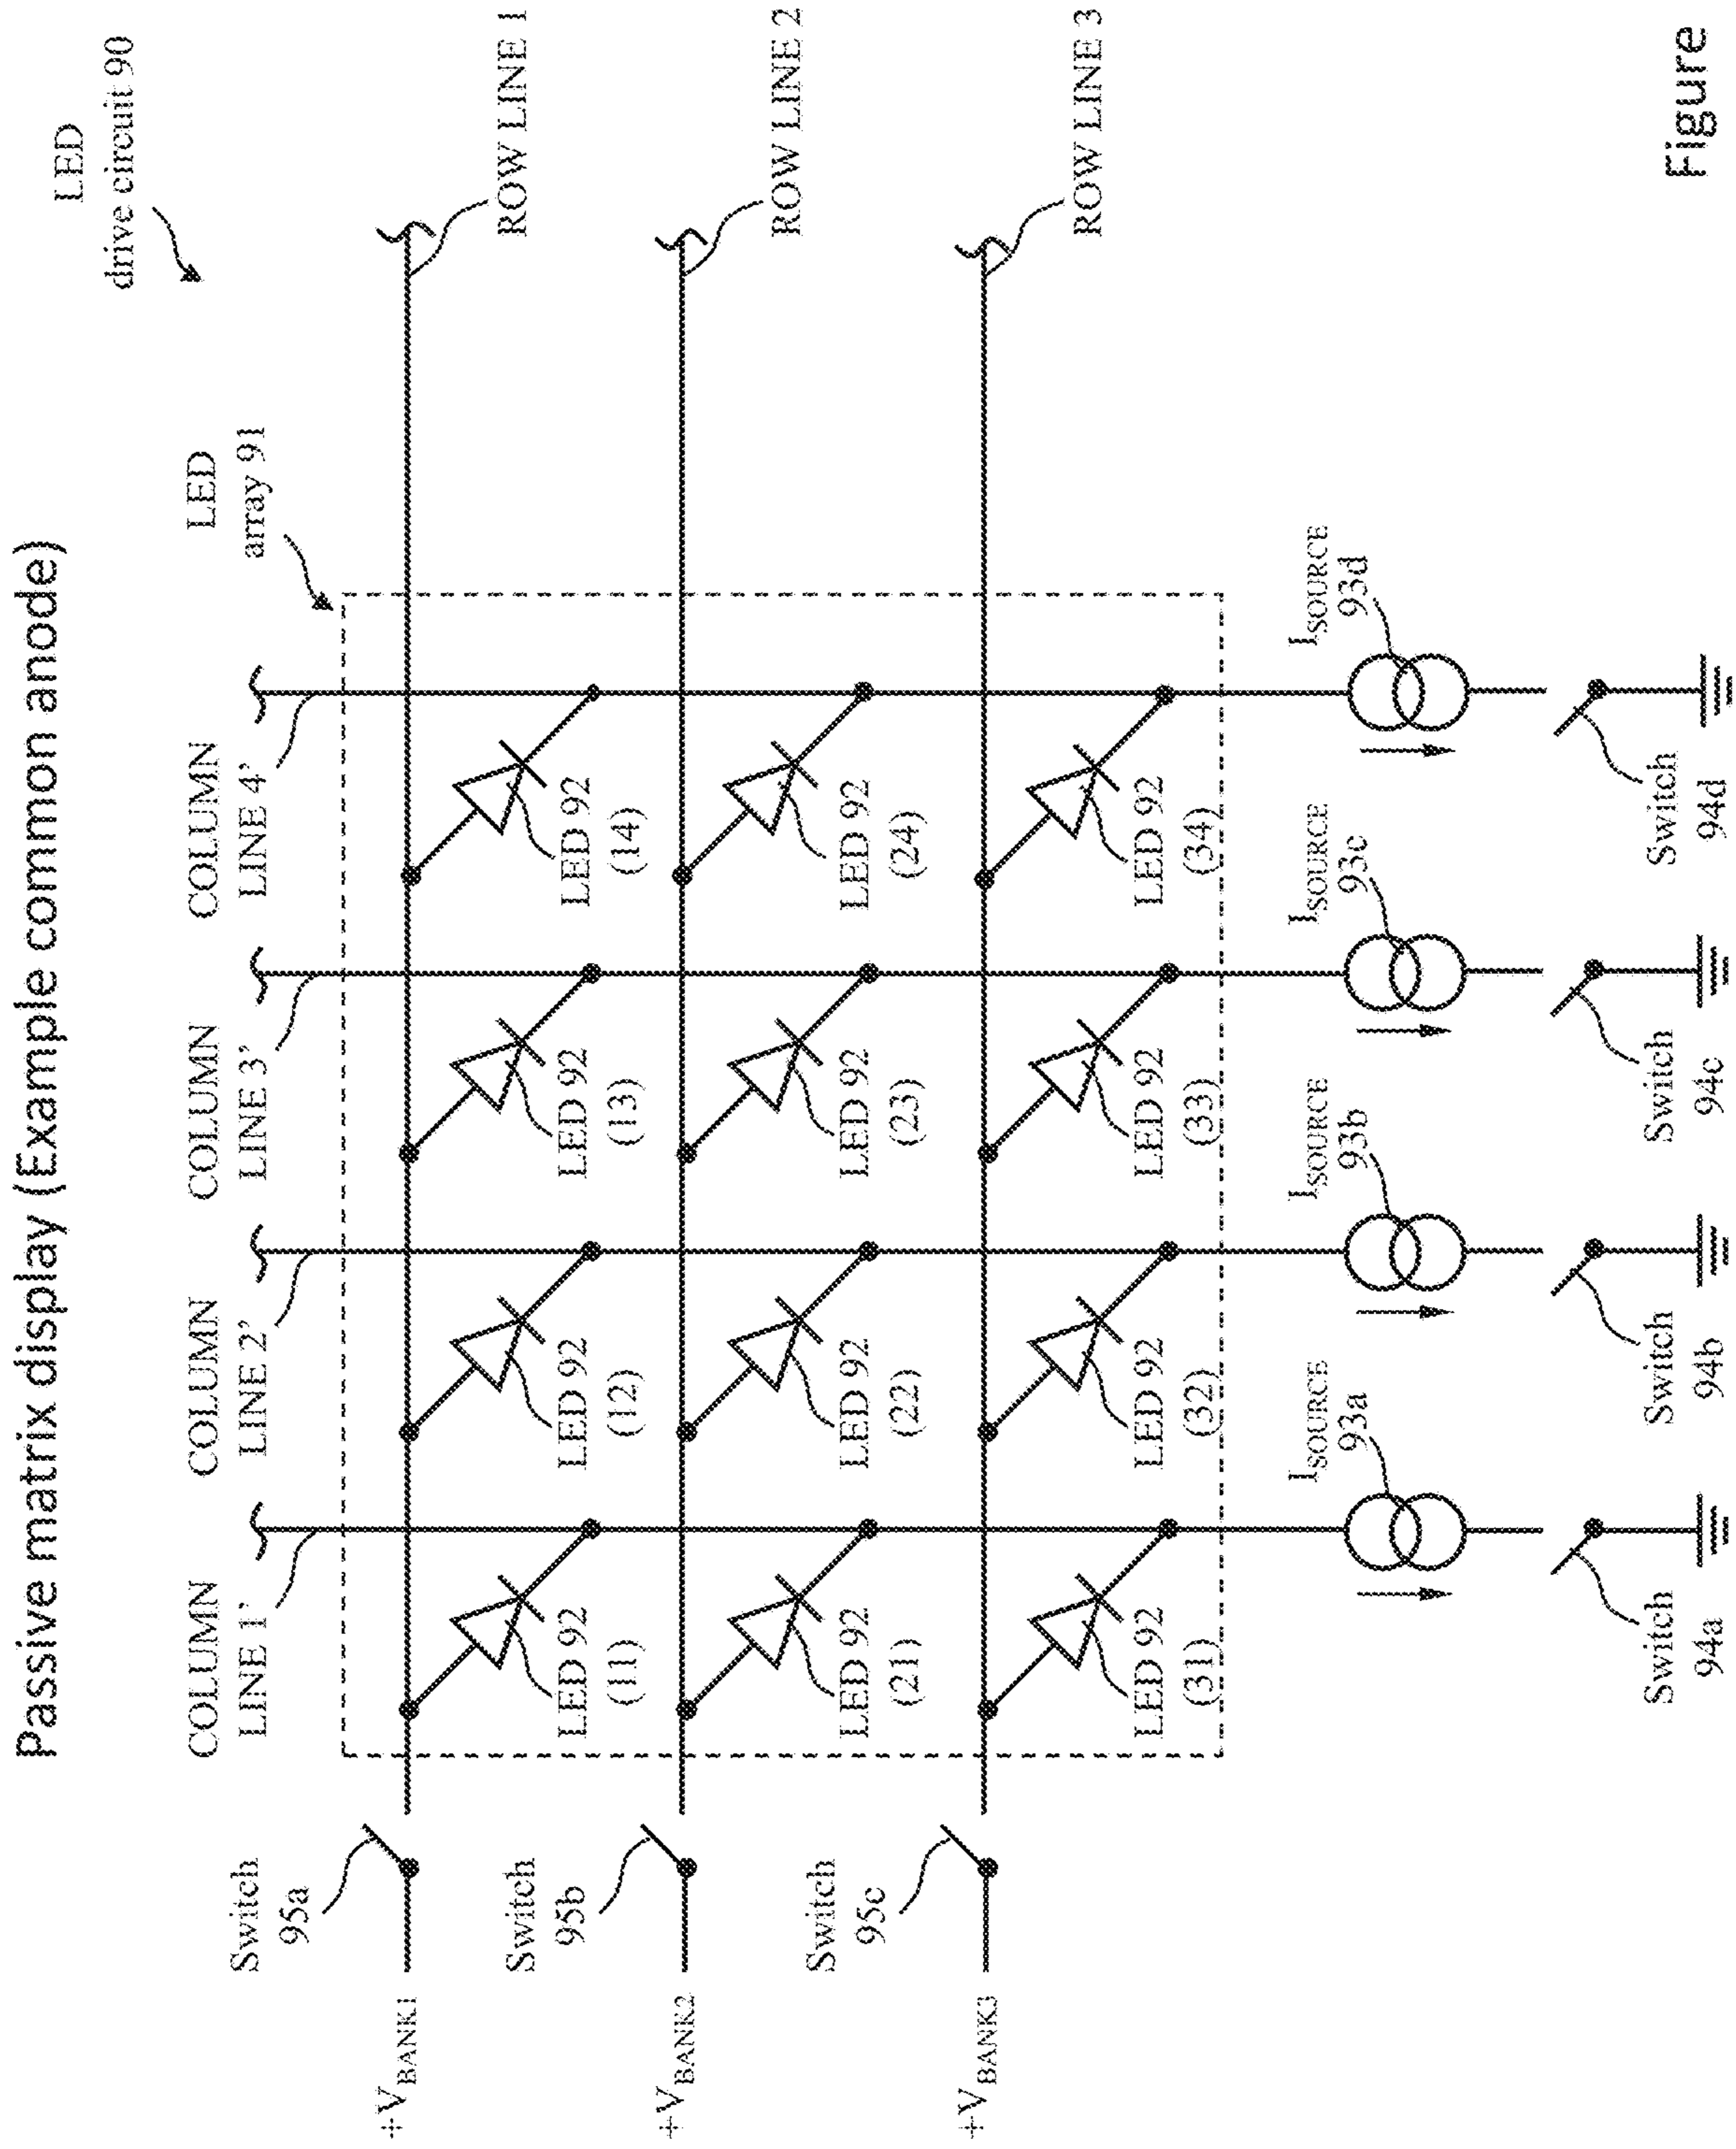 Passive matrix display (Example common anode)
LED
drive circuit 90
LED
array 91
COLUMN
LINE 1’
COLUMN
LINE 2’
COLUMN
LINE 3’
COLUMN
LINE 4’
Switch
95a
+VBANK1
ROW LINE 1
LED 92
(11)
LED 92
(12)
LED 92
(13)
LED 92
(14)
Switch
95b
+VBANK2
ROW LINE 2
LED 92
(21)
LED 92
(22)
LED 92
(23)
LED 92
(24)
Switch
95c
+VBANK3
ROW LINE 3
LED 92
(31)
LED 92
(32)
LED 92
(33)
LED 92
(34)
ISOURCE
93a
ISOURCE
93b
ISOURCE
93c
ISOURCE
93d
Switch
94a
Switch
94b
Switch
94c
Switch
94d
Figure